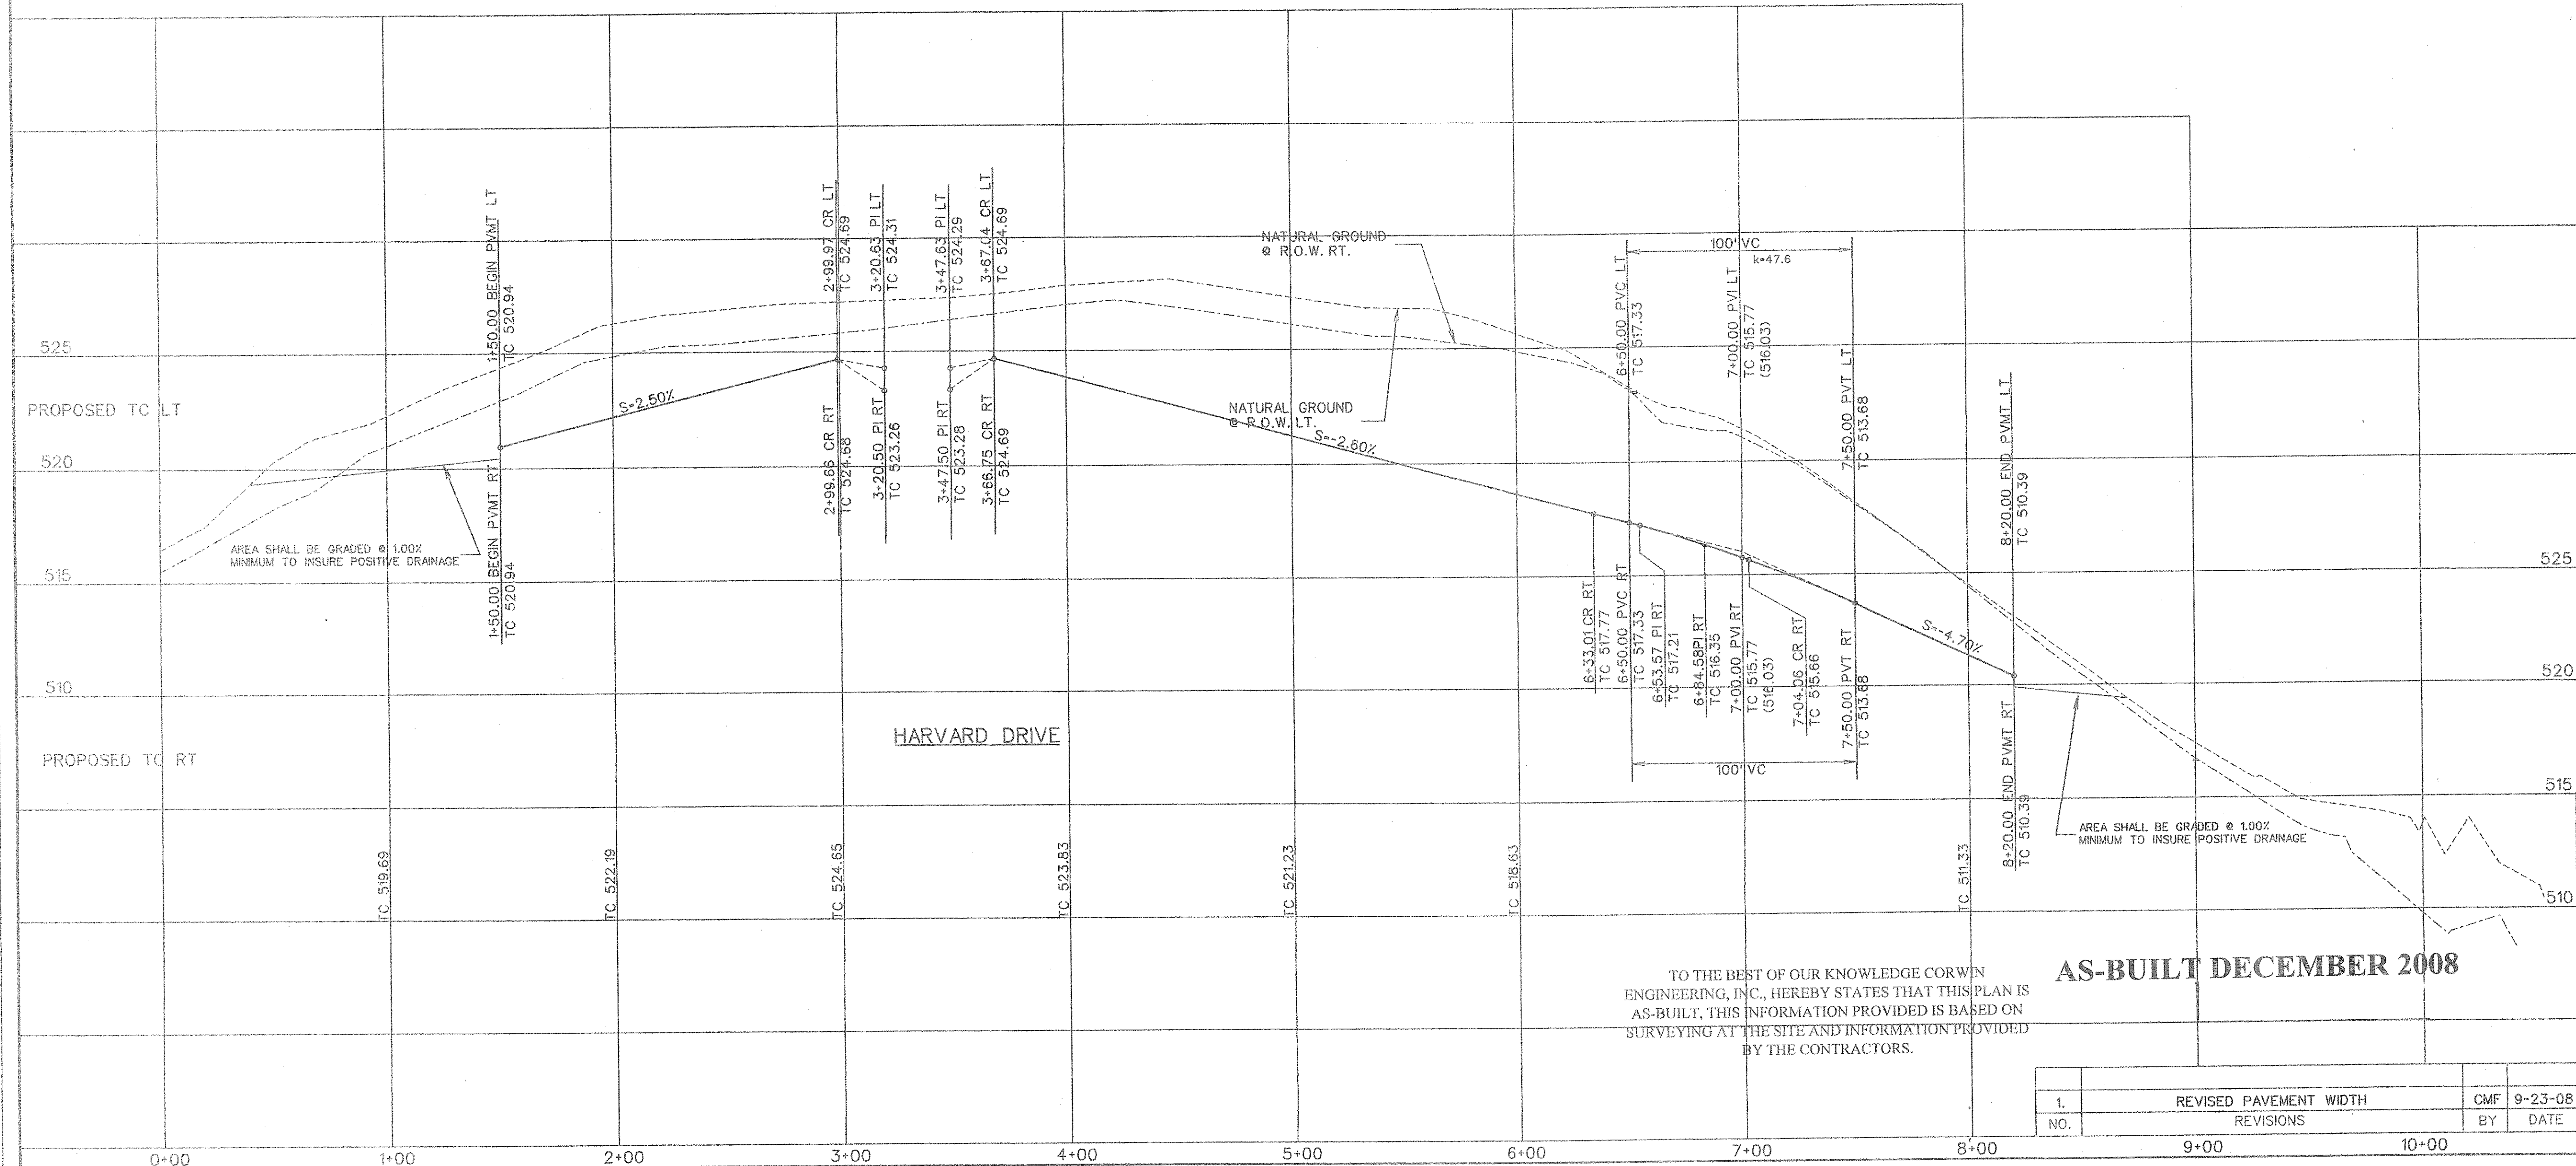 1+50.00 BEGIN PVMT LT
TC 520.94
2+99.97 CR LT
TC 524.69
3+20.63 PI LT
TC 524.31
3+47.63 PI LT
TC 524.29
3+67.04 CR LT
TC 524.69
NATURAL GROUND
@ R.O.W. RT.
100' VC
k=47.6
6+50.00 PVC LT
TC 517.33
7+00.00 PVI LT
TC 515.77
(516.03)
7+50.00 PVT LT
TC 513.68
8+20.00 END PVMT LT
TC 510.39
525
PROPOSED TC LT
S=2.50%
NATURAL GROUND
@ R.O.W. LT.
S=-2.60%
520
2+99.66 CR RT
TC 524.68
3+20.50 PI RT
TC 523.26
3+47.50 PI RT
TC 523.28
3+66.75 CR RT
TC 524.69
AREA SHALL BE GRADED @ 1.00%
MINIMUM TO INSURE POSITIVE DRAINAGE
1+50.00 BEGIN PVMT RT
TC 520.94
515
525
6+33.01 CR RT
TC 517.77
6+50.00 PVC RT
TC 517.33
6+53.57 PI RT
TC 517.21
6+84.58PI RT
TC 516.35
7+00.00 PVI RT
TC 515.77
(516.03)
7+04.06 CR RT
TC 515.66
7+50.00 PVT RT
TC 513.68
S=-4.70%
510
520
HARVARD DRIVE
PROPOSED TC RT
100' VC
8+20.00 END PVMT RT
TC 510.39
515
AREA SHALL BE GRADED @ 1.00%
MINIMUM TO INSURE POSITIVE DRAINAGE
TC 519.69
TC 522.19
TC 524.65
TC 523.83
TC 521.23
TC 518.63
TC 511.33
510
TO THE BEST OF OUR KNOWLEDGE CORWIN
ENGINEERING, INC., HEREBY STATES THAT THIS PLAN IS
AS-BUILT, THIS INFORMATION PROVIDED IS BASED ON
SURVEYING AT THE SITE AND INFORMATION PROVIDED
BY THE CONTRACTORS.
AS-BUILT DECEMBER 2008
1. REVISED PAVEMENT WIDTH CMF 9-23-08
NO. REVISIONS BY DATE
0+00 1+00 2+00 3+00 4+00 5+00 6+00 7+00 8+00 9+00 10+00